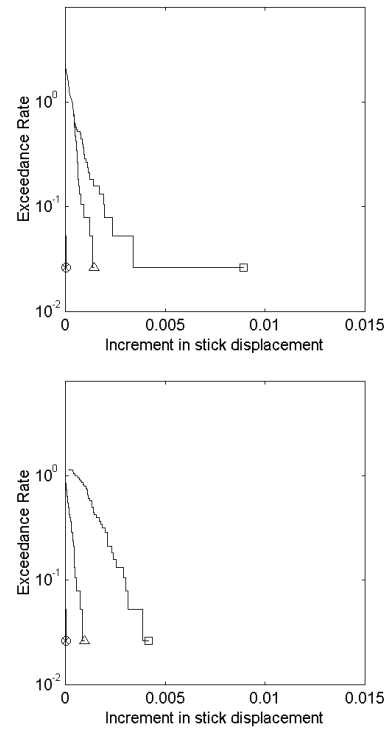 Exceedance Rate
10^0
10^-1
10^-2
0 0.005 0.01 0.015
Increment in stick displacement
Exceedance Rate
10^0
10^-1
10^-2
0 0.005 0.01 0.015
Increment in stick displacement